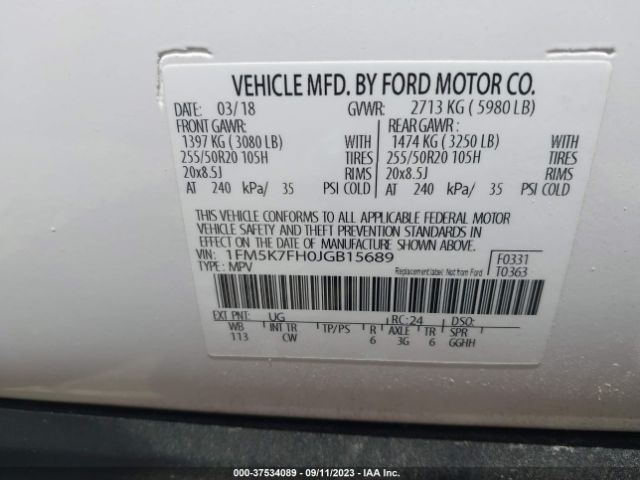 VEHICLE MFD. BY FORD MOTOR CO.
DATE: 03/18 GVWR: 2713 KG ( 5980 LB)
FRONT GAWR: REAR GAWR :
1397 KG ( 3080 LB) WITH 1474 KG ( 3250 LB) WITH
255/50R20 105H TIRES 255/50R20 105H TIRES
20x8.5J RIMS 20x8.5J RIMS
AT 240 kPa/ 35 PSI COLD AT 240 kPa/ 35 PSI COLD
THIS VEHICLE CONFORMS TO ALL APPLICABLE FEDERAL MOTOR
VEHICLE SAFETY AND THEFT PREVENTION STANDARDS IN
EFFECT ON THE DATE OF MANUFACTURE SHOWN ABOVE.
VIN: 1FM5K7FH0JGB15689 F0331
TYPE: MPV Replacement label: Not from Ford T0363
EXT PNT: UG RC: 24 DSO:
WB INT TR TP/PS R AXLE TR SPR
113 CW 6 3G 6 GGHH
000-37534089 - 09/11/2023 - IAA Inc.